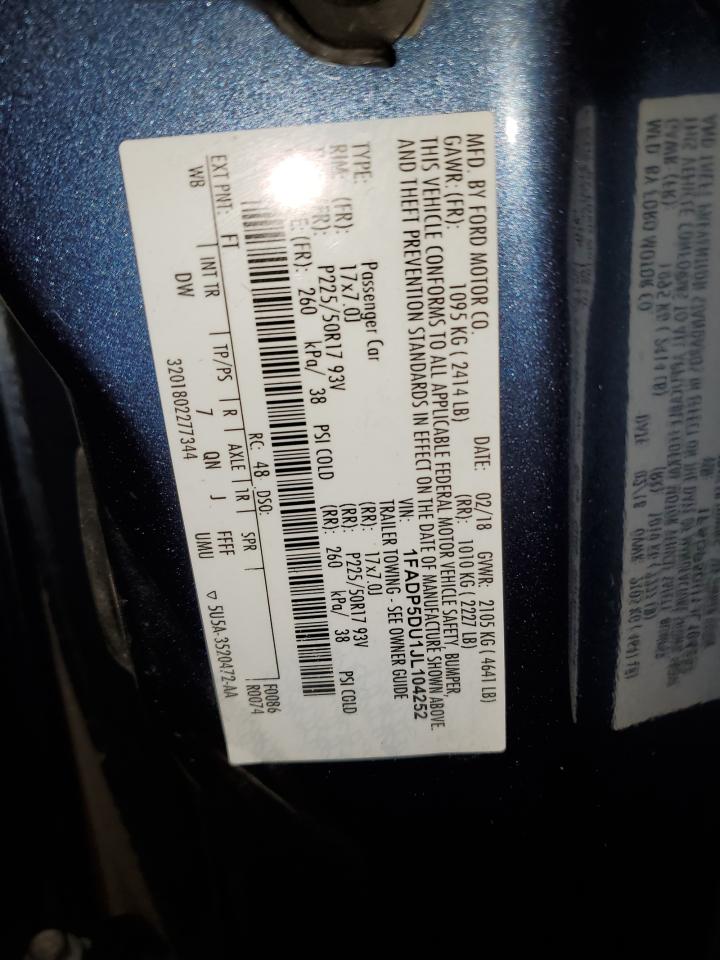 MFD. BY FORD MOTOR CO.
DATE: 02/18 GVWR: 2105 KG ( 4641 LB)
GAWR: (FR): 1095 KG ( 2414 LB) (RR): 1010 KG ( 2227 LB)
THIS VEHICLE CONFORMS TO ALL APPLICABLE FEDERAL MOTOR VEHICLE SAFETY, BUMPER,
AND THEFT PREVENTION STANDARDS IN EFFECT ON THE DATE OF MANUFACTURE SHOWN ABOVE.
VIN: 1FADP5DU1JL104252
TYPE: Passenger Car TRAILER TOWING - SEE OWNER GUIDE
RIM: (FR): 17x7.0J (RR): 17x7.0J
(FR): P225/50R17 93V (RR): P225/50R17 93V
(FR): 260 kPa/ 38 PSI COLD (RR): 260 kPa/ 38 PSI COLD
RC: 48 DSO: F0086
R0074
EXT PNT: FT INT TR TP/PS R AXLE TR SPR
WB DW 7 QN J FFFF UMU
3201802277344 ▽ 5U5A-3520472-AA